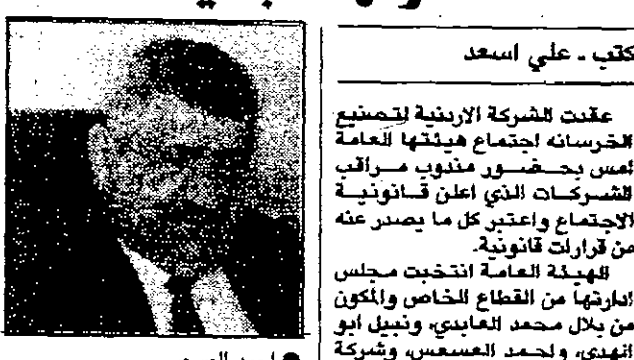 كتب ـ علي اسعد
عقدت الشركة الاردنية لتصنيع
الخرسانه اجتماع هيئتها العامة
امس بحضور مندوب مراقب
الشركات الذي اعلن قانونية
الاجتماع واعتبر كل ما يصدر عنه
من قرارات قانونية.
الهيئة العامة انتخبت مجلس
ادارتها من القطاع الخاص والمكون
من بلال محمد العابدي، ونبيل ابو
الهدى، واحمد العسعس، وشركة